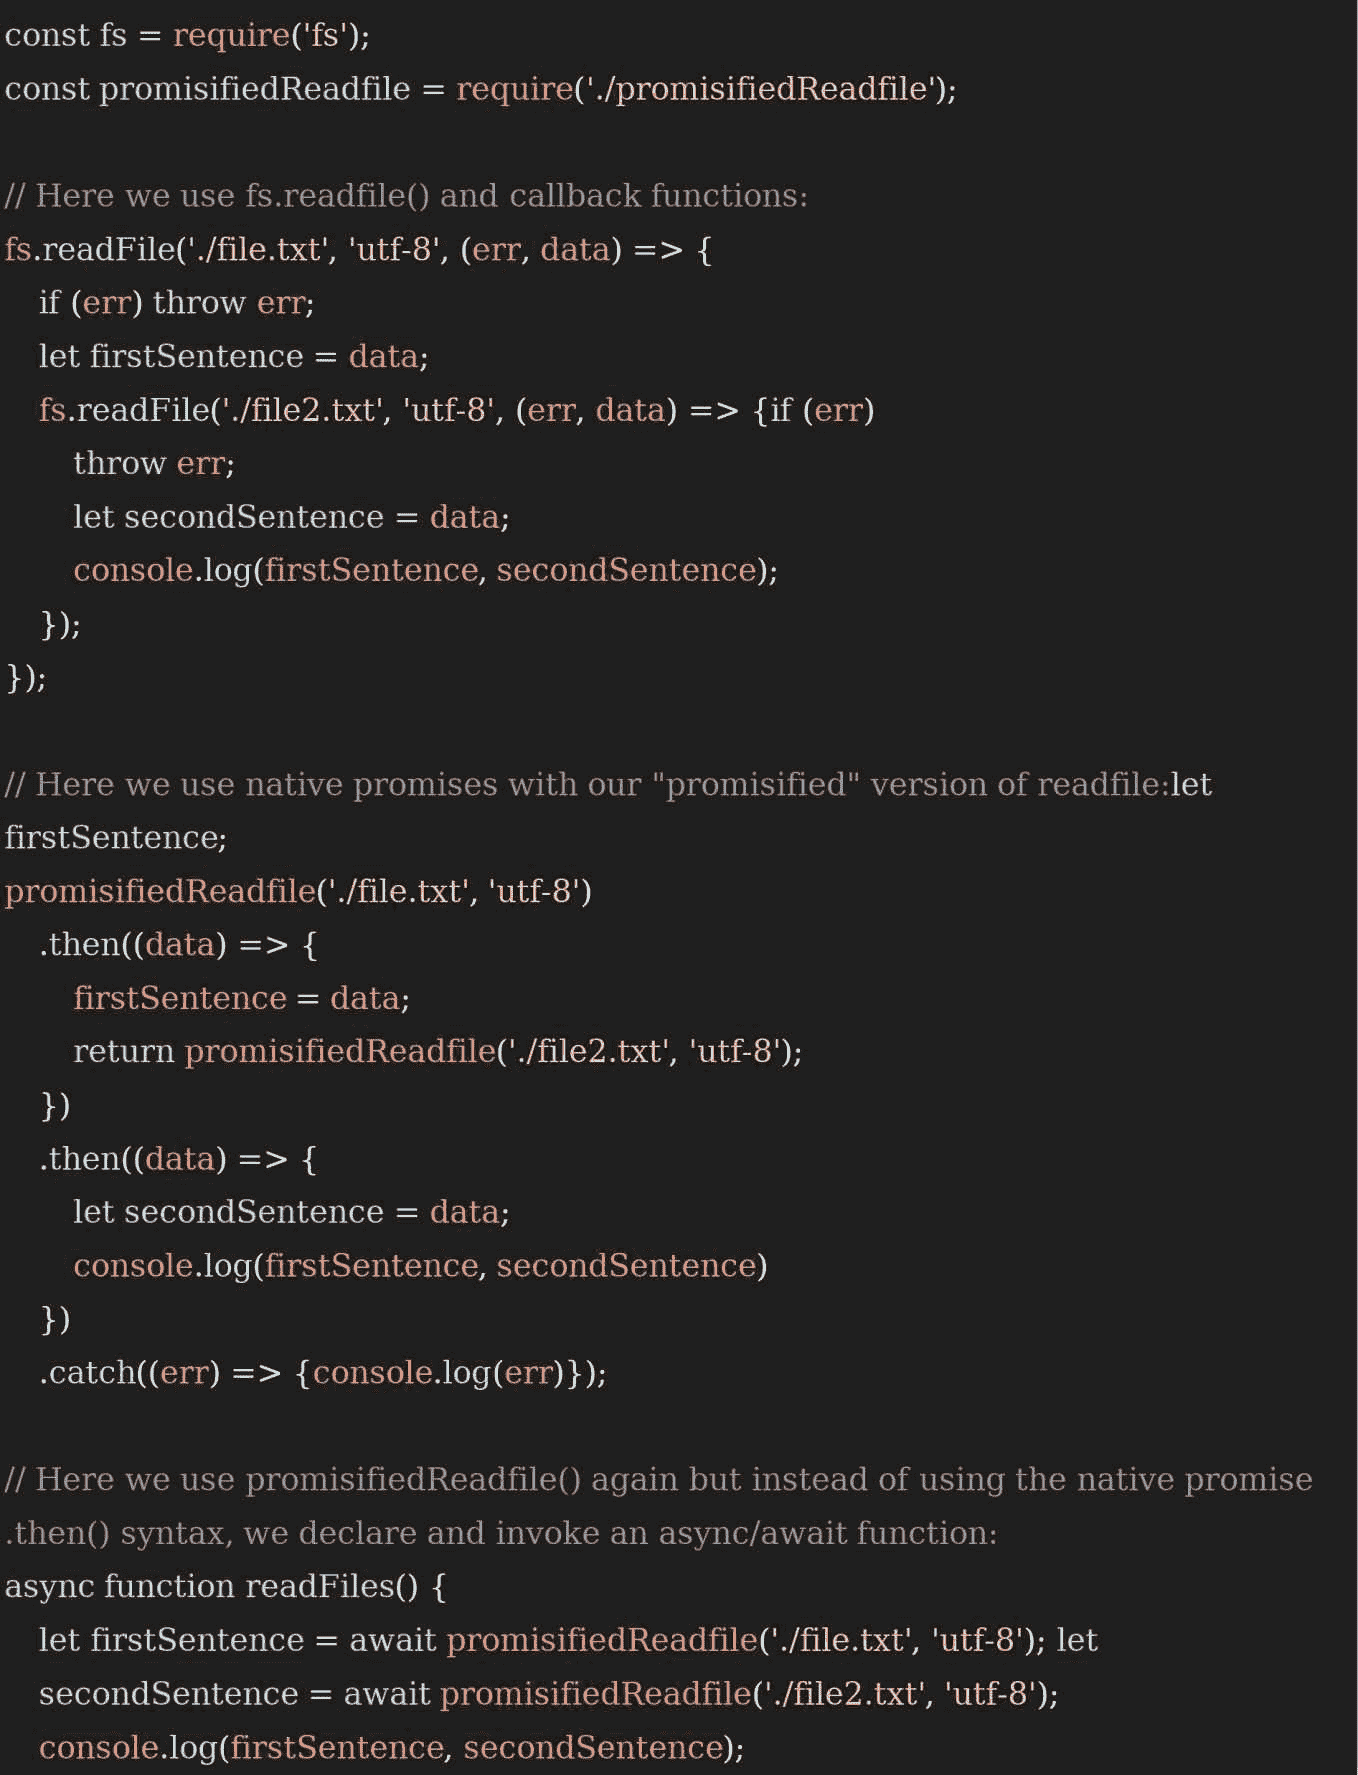 const fs = require('fs');
const promisifiedReadfile = require('./promisifiedReadfile');
// Here we use fs.readfile() and callback functions:
fs.readFile('./file.txt', 'utf-8', (err, data) => {
if (err) throw err;
let firstSentence = data;
fs.readFile('./file2.txt', 'utf-8', (err, data) => {if (err)
throw err;
let secondSentence = data;
console.log(firstSentence, secondSentence);
});
});
// Here we use native promises with our "promisified" version of readfile:let
firstSentence;
promisifiedReadfile('./file.txt', 'utf-8')
.then((data) => {
firstSentence = data;
return promisifiedReadfile('./file2.txt', 'utf-8');
})
.then((data) => {
let secondSentence = data;
console.log(firstSentence, secondSentence)
})
.catch((err) => {console.log(err)});
// Here we use promisifiedReadfile() again but instead of using the native promise
.then() syntax, we declare and invoke an async/await function:
async function readFiles() {
let firstSentence = await promisifiedReadfile('./file.txt', 'utf-8'); let
secondSentence = await promisifiedReadfile('./file2.txt', 'utf-8');
console.log(firstSentence, secondSentence);